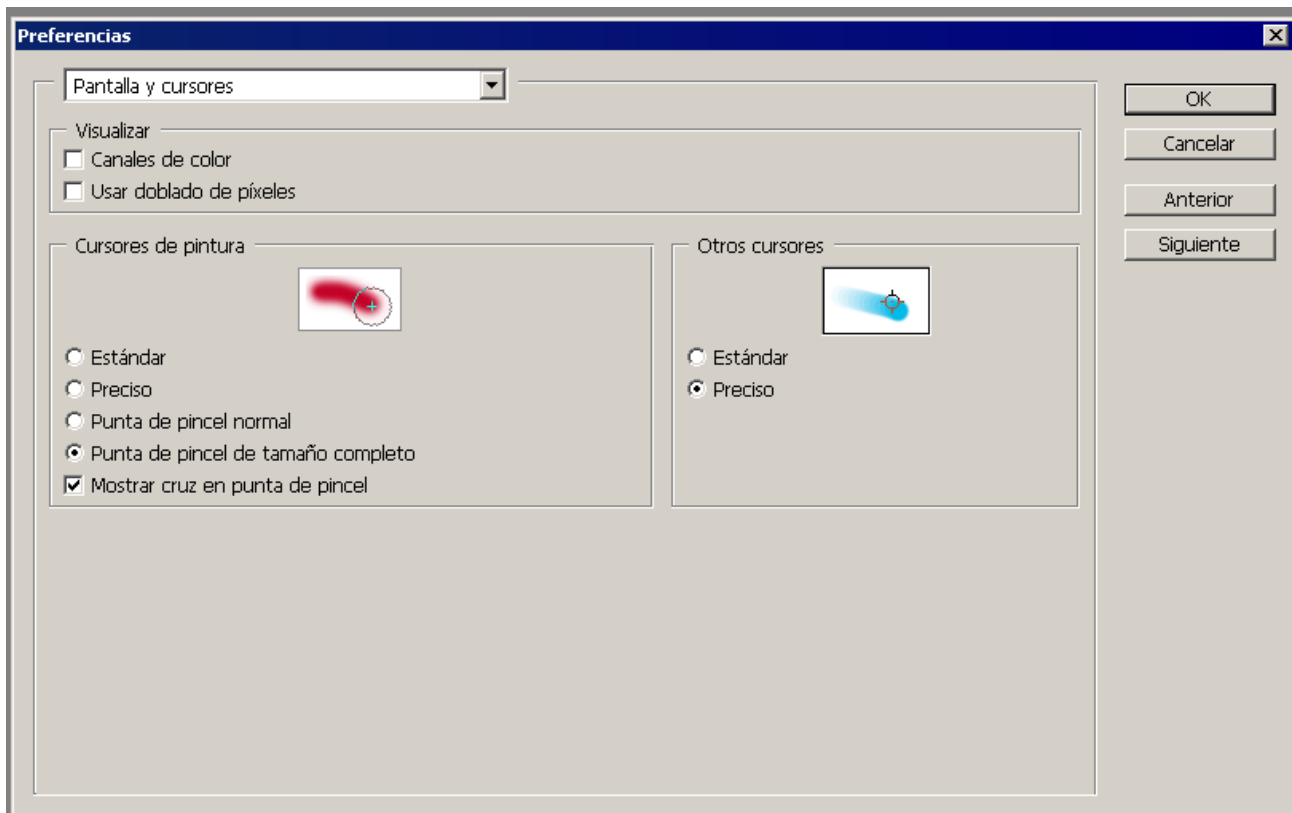 Preferencias
Pantalla y cursores
Visualizar
Canales de color
Usar doblado de píxeles
Cursores de pintura
Estándar
Preciso
Punta de pincel normal
Punta de pincel de tamaño completo
Mostrar cruz en punta de pincel
Otros cursores
Estándar
Preciso
OK
Cancelar
Anterior
Siguiente